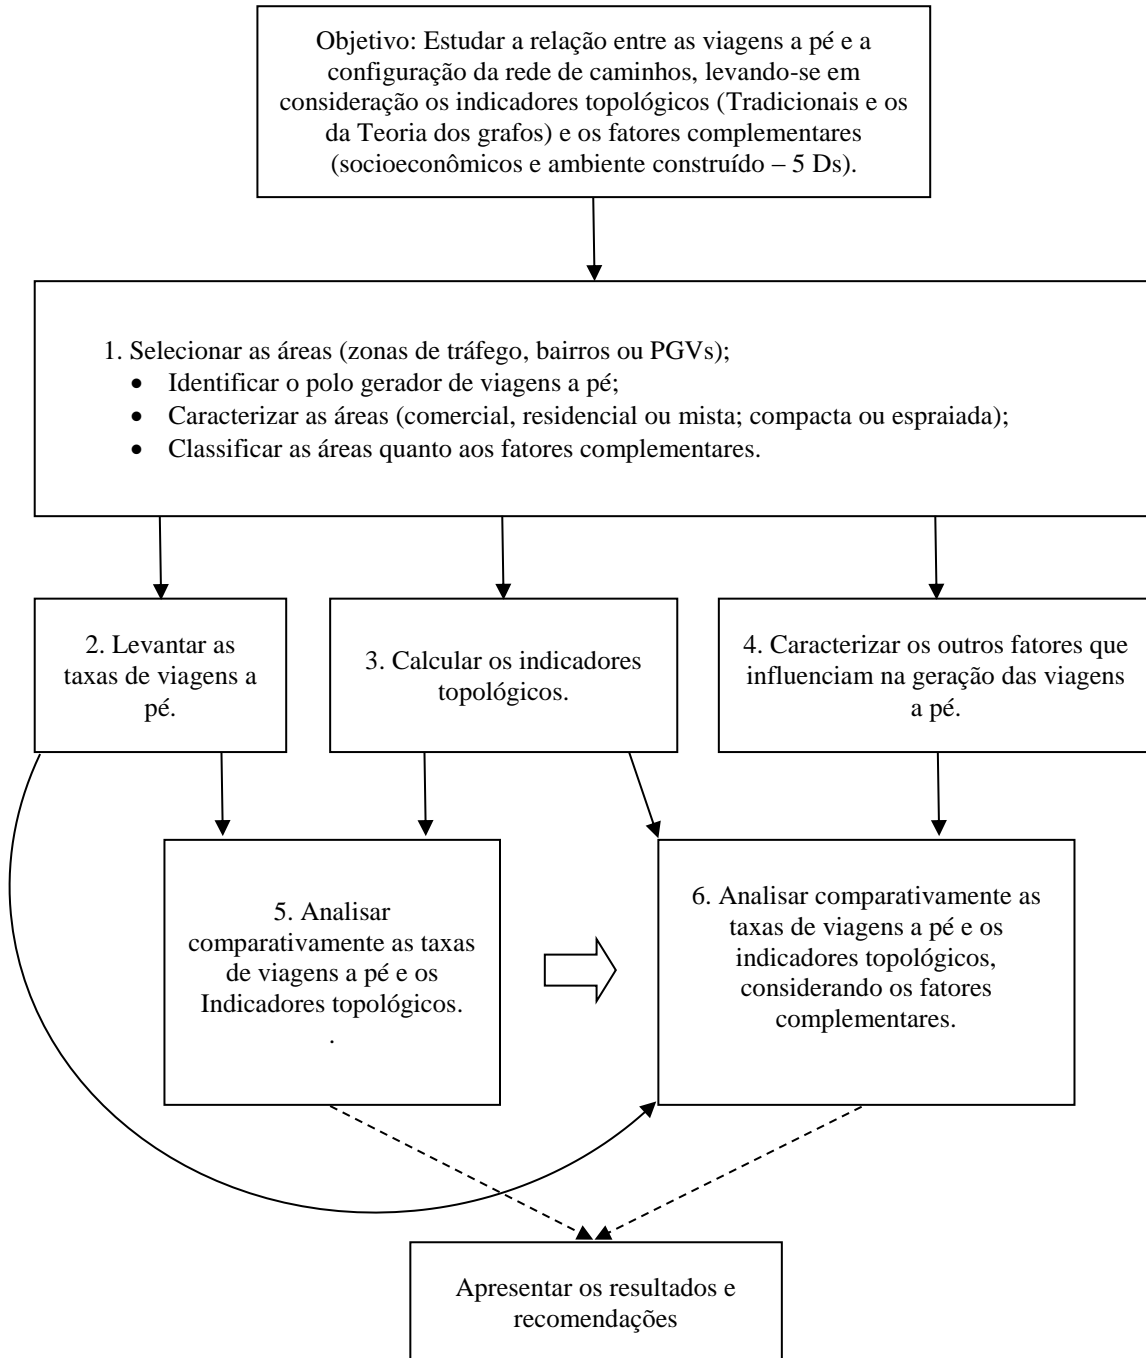 Objetivo: Estudar a relação entre as viagens a pé e a
configuração da rede de caminhos, levando-se em
consideração os indicadores topológicos (Tradicionais e os
da Teoria dos grafos) e os fatores complementares
(socioeconômicos e ambiente construído – 5 Ds).
1. Selecionar as áreas (zonas de tráfego, bairros ou PGVs);
• Identificar o polo gerador de viagens a pé;
• Caracterizar as áreas (comercial, residencial ou mista; compacta ou espraiada);
• Classificar as áreas quanto aos fatores complementares.
2. Levantar as
taxas de viagens a
pé.
3. Calcular os indicadores
topológicos.
4. Caracterizar os outros fatores que
influenciam na geração das viagens
a pé.
5. Analisar
comparativamente as taxas
de viagens a pé e os
Indicadores topológicos.
.
6. Analisar comparativamente as
taxas de viagens a pé e os
indicadores topológicos,
considerando os fatores
complementares.
Apresentar os resultados e
recomendações